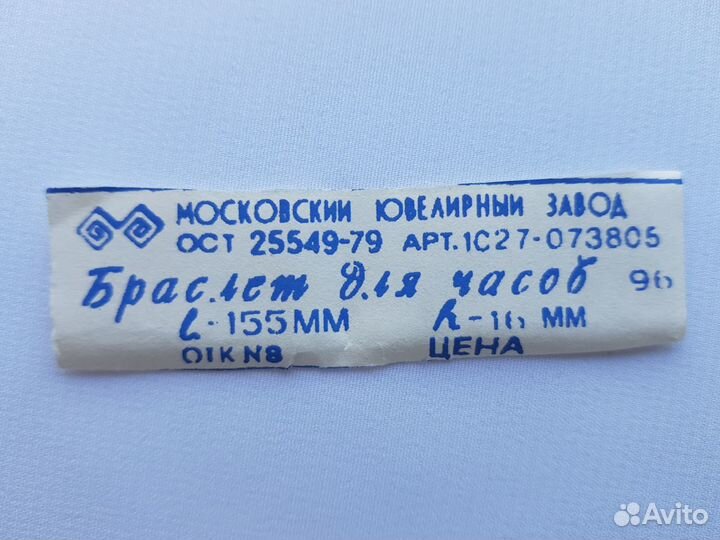 МОСКОВСКИЙ ЮВЕЛИРНЫЙ ЗАВОД
ОСТ 25549-79 АРТ.1С27-073805
Браслет для часов 96
l-155ММ h-16 ММ
ОТК N8 ЦЕНА
Avito